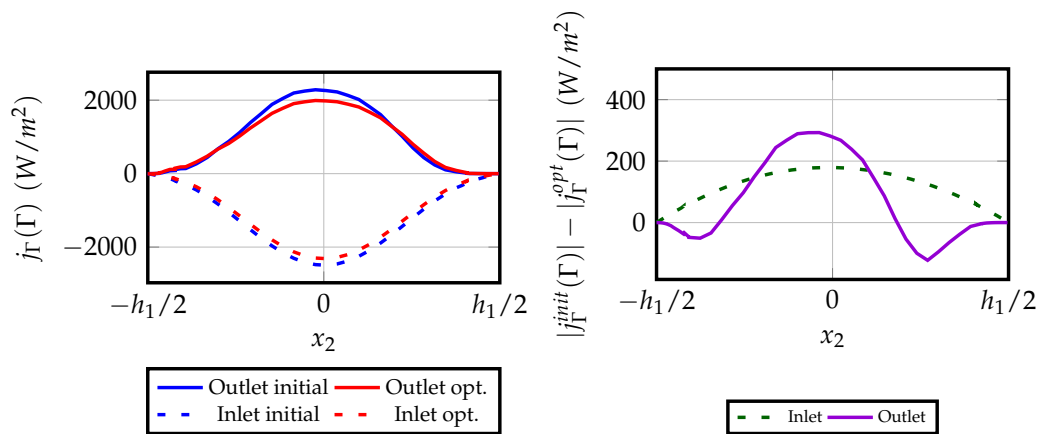 2000
0
−2000
−h₁/2
0
h₁/2
x₂
j_Γ(Γ) (W/m²)
Outlet initial
Outlet opt.
Inlet initial
Inlet opt.
400
200
0
−h₁/2
0
h₁/2
x₂
|j_Γ^{init}(Γ)| − |j_Γ^{opt}(Γ)| (W/m²)
Inlet
Outlet